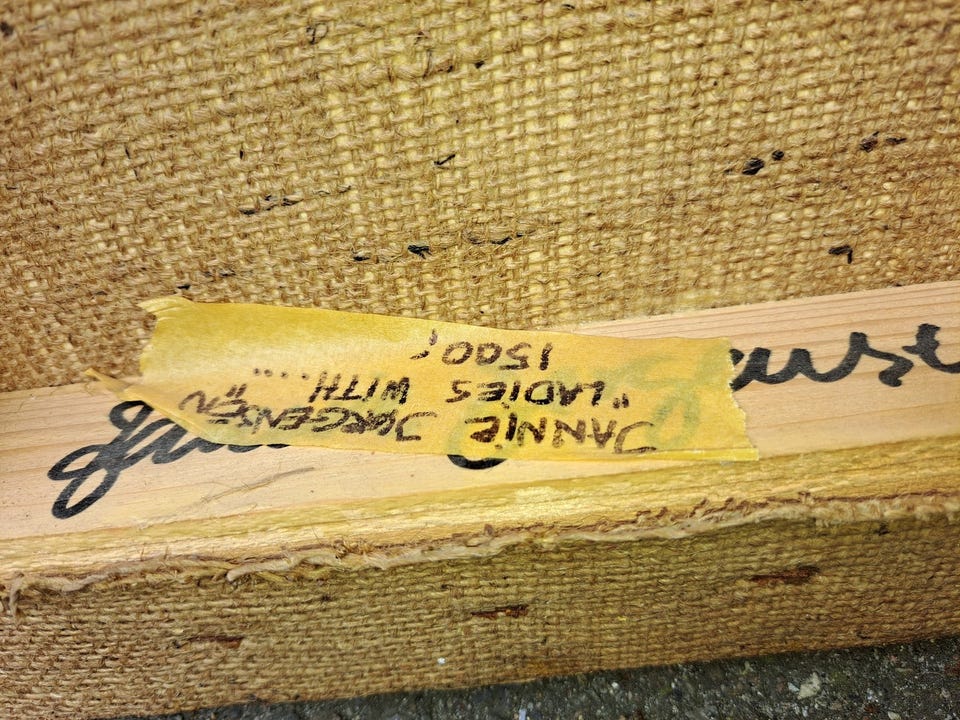 JANNIE JØRGENSEN
"LADIES WITH...."
1500,